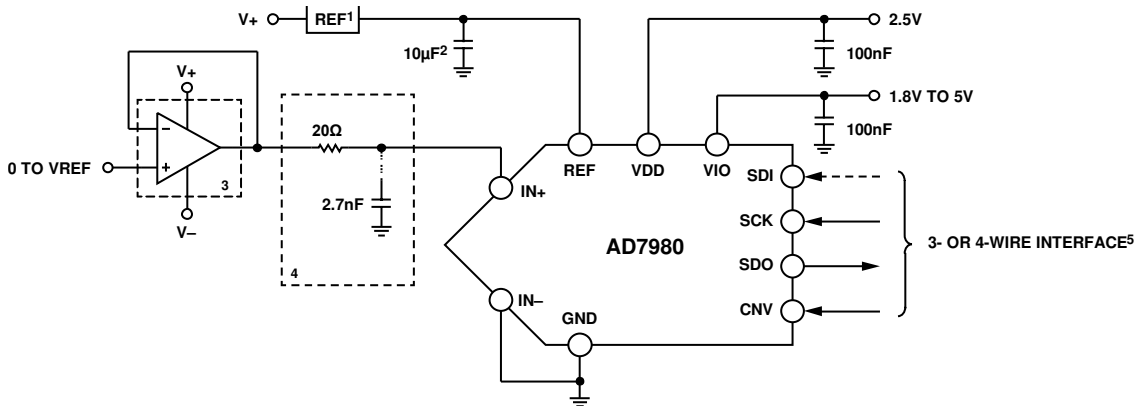 V+
REF1
10µF2
2.5V
100nF
1.8V TO 5V
100nF
V+
0 TO VREF
−
+
3
V−
20Ω
2.7nF
4
REF
VDD
VIO
IN+
IN−
GND
AD7980
SDI
SCK
SDO
CNV
3- OR 4-WIRE INTERFACE5